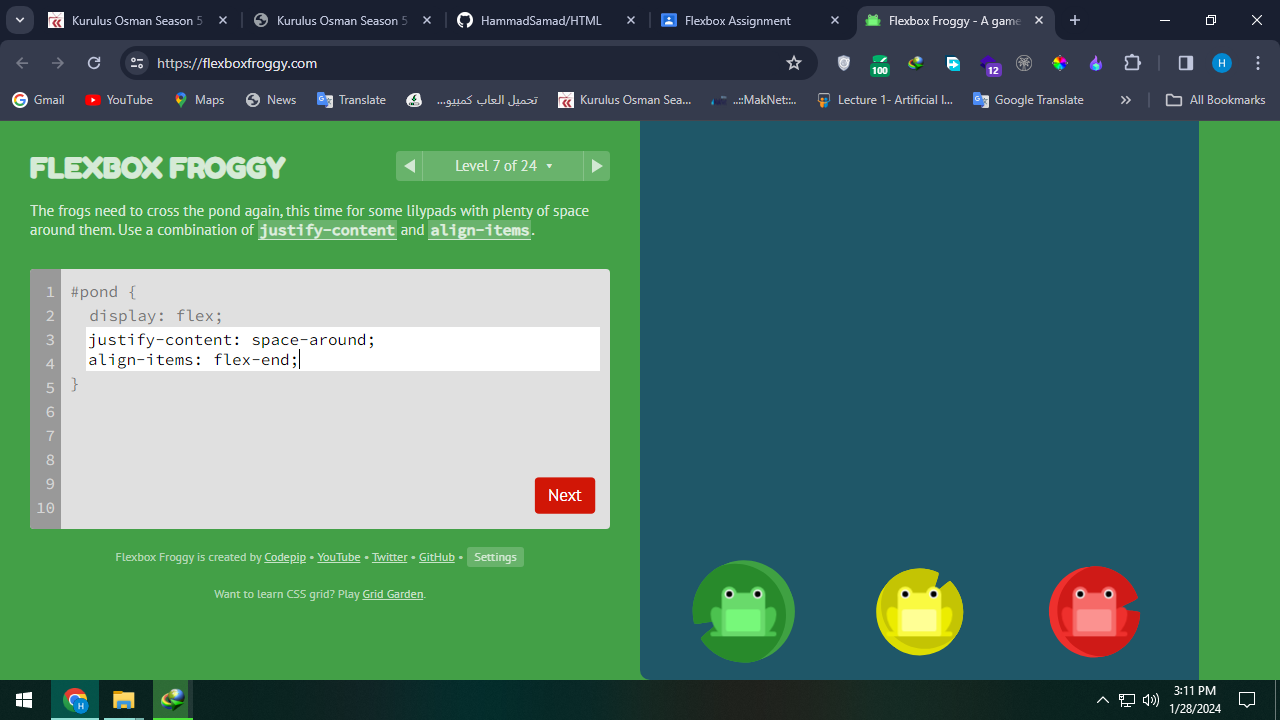 Kurulus Osman Season 5
Kurulus Osman Season 5
HammadSamad/HTML
Flexbox Assignment
Flexbox Froggy - A game
https://flexboxfroggy.com
100
12
H
Gmail
YouTube
Maps
News
Translate
تحميل العاب كمبيو...
Kurulus Osman Sea...
..::MakNet::..
Lecture 1- Artificial I...
Google Translate
All Bookmarks
FLEXBOX FROGGY
Level 7 of 24
The frogs need to cross the pond again, this time for some lilypads with plenty of space
around them. Use a combination of justify-content and align-items.
1 #pond {
2 display: flex;
3 justify-content: space-around;
4 align-items: flex-end;
5 }
6
7
8
9
10
Next
Flexbox Froggy is created by Codepip • YouTube • Twitter • GitHub • Settings
Want to learn CSS grid? Play Grid Garden.
H
3:11 PM
1/28/2024